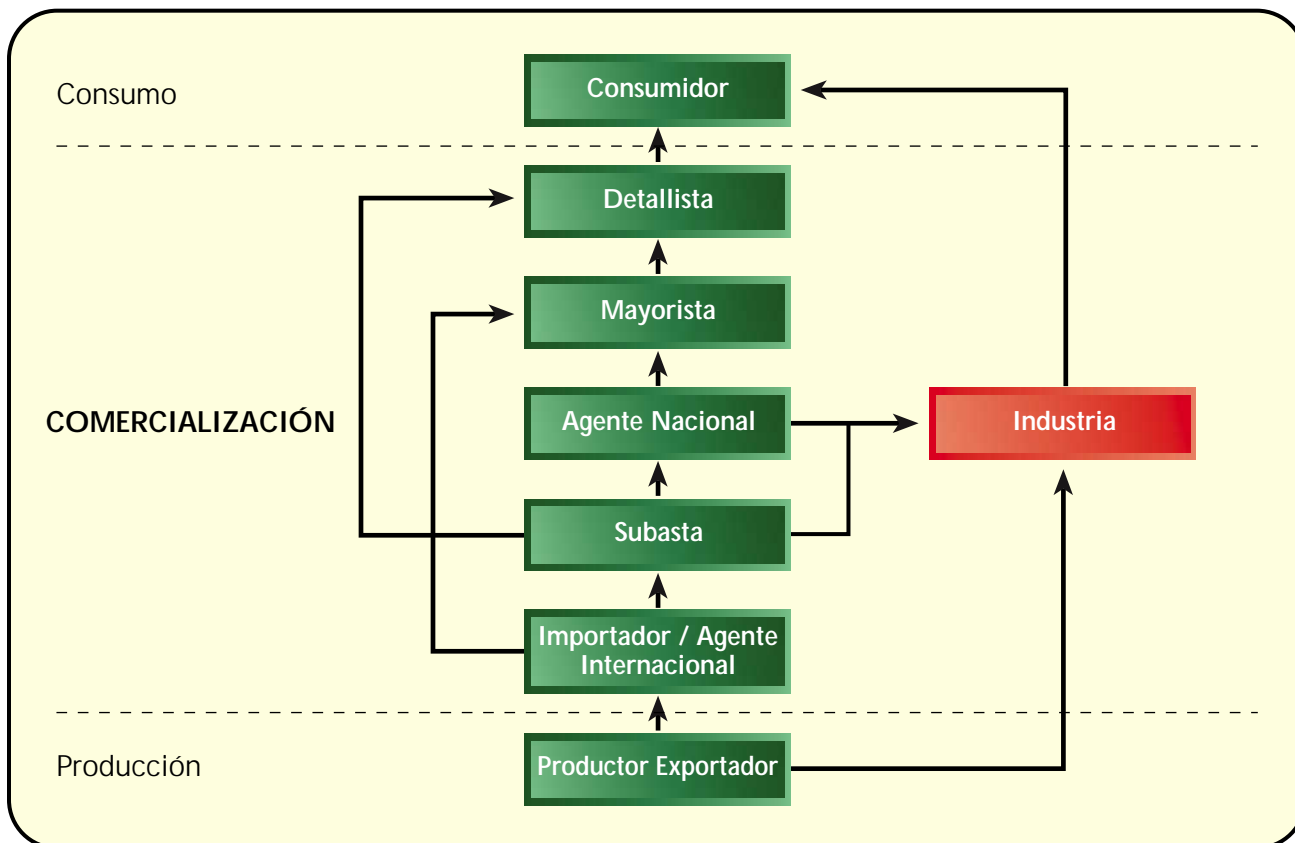 Consumo
Consumidor
Detallista
Mayorista
COMERCIALIZACIÓN
Agente Nacional
Industria
Subasta
Importador / Agente
Internacional
Producción
Productor Exportador